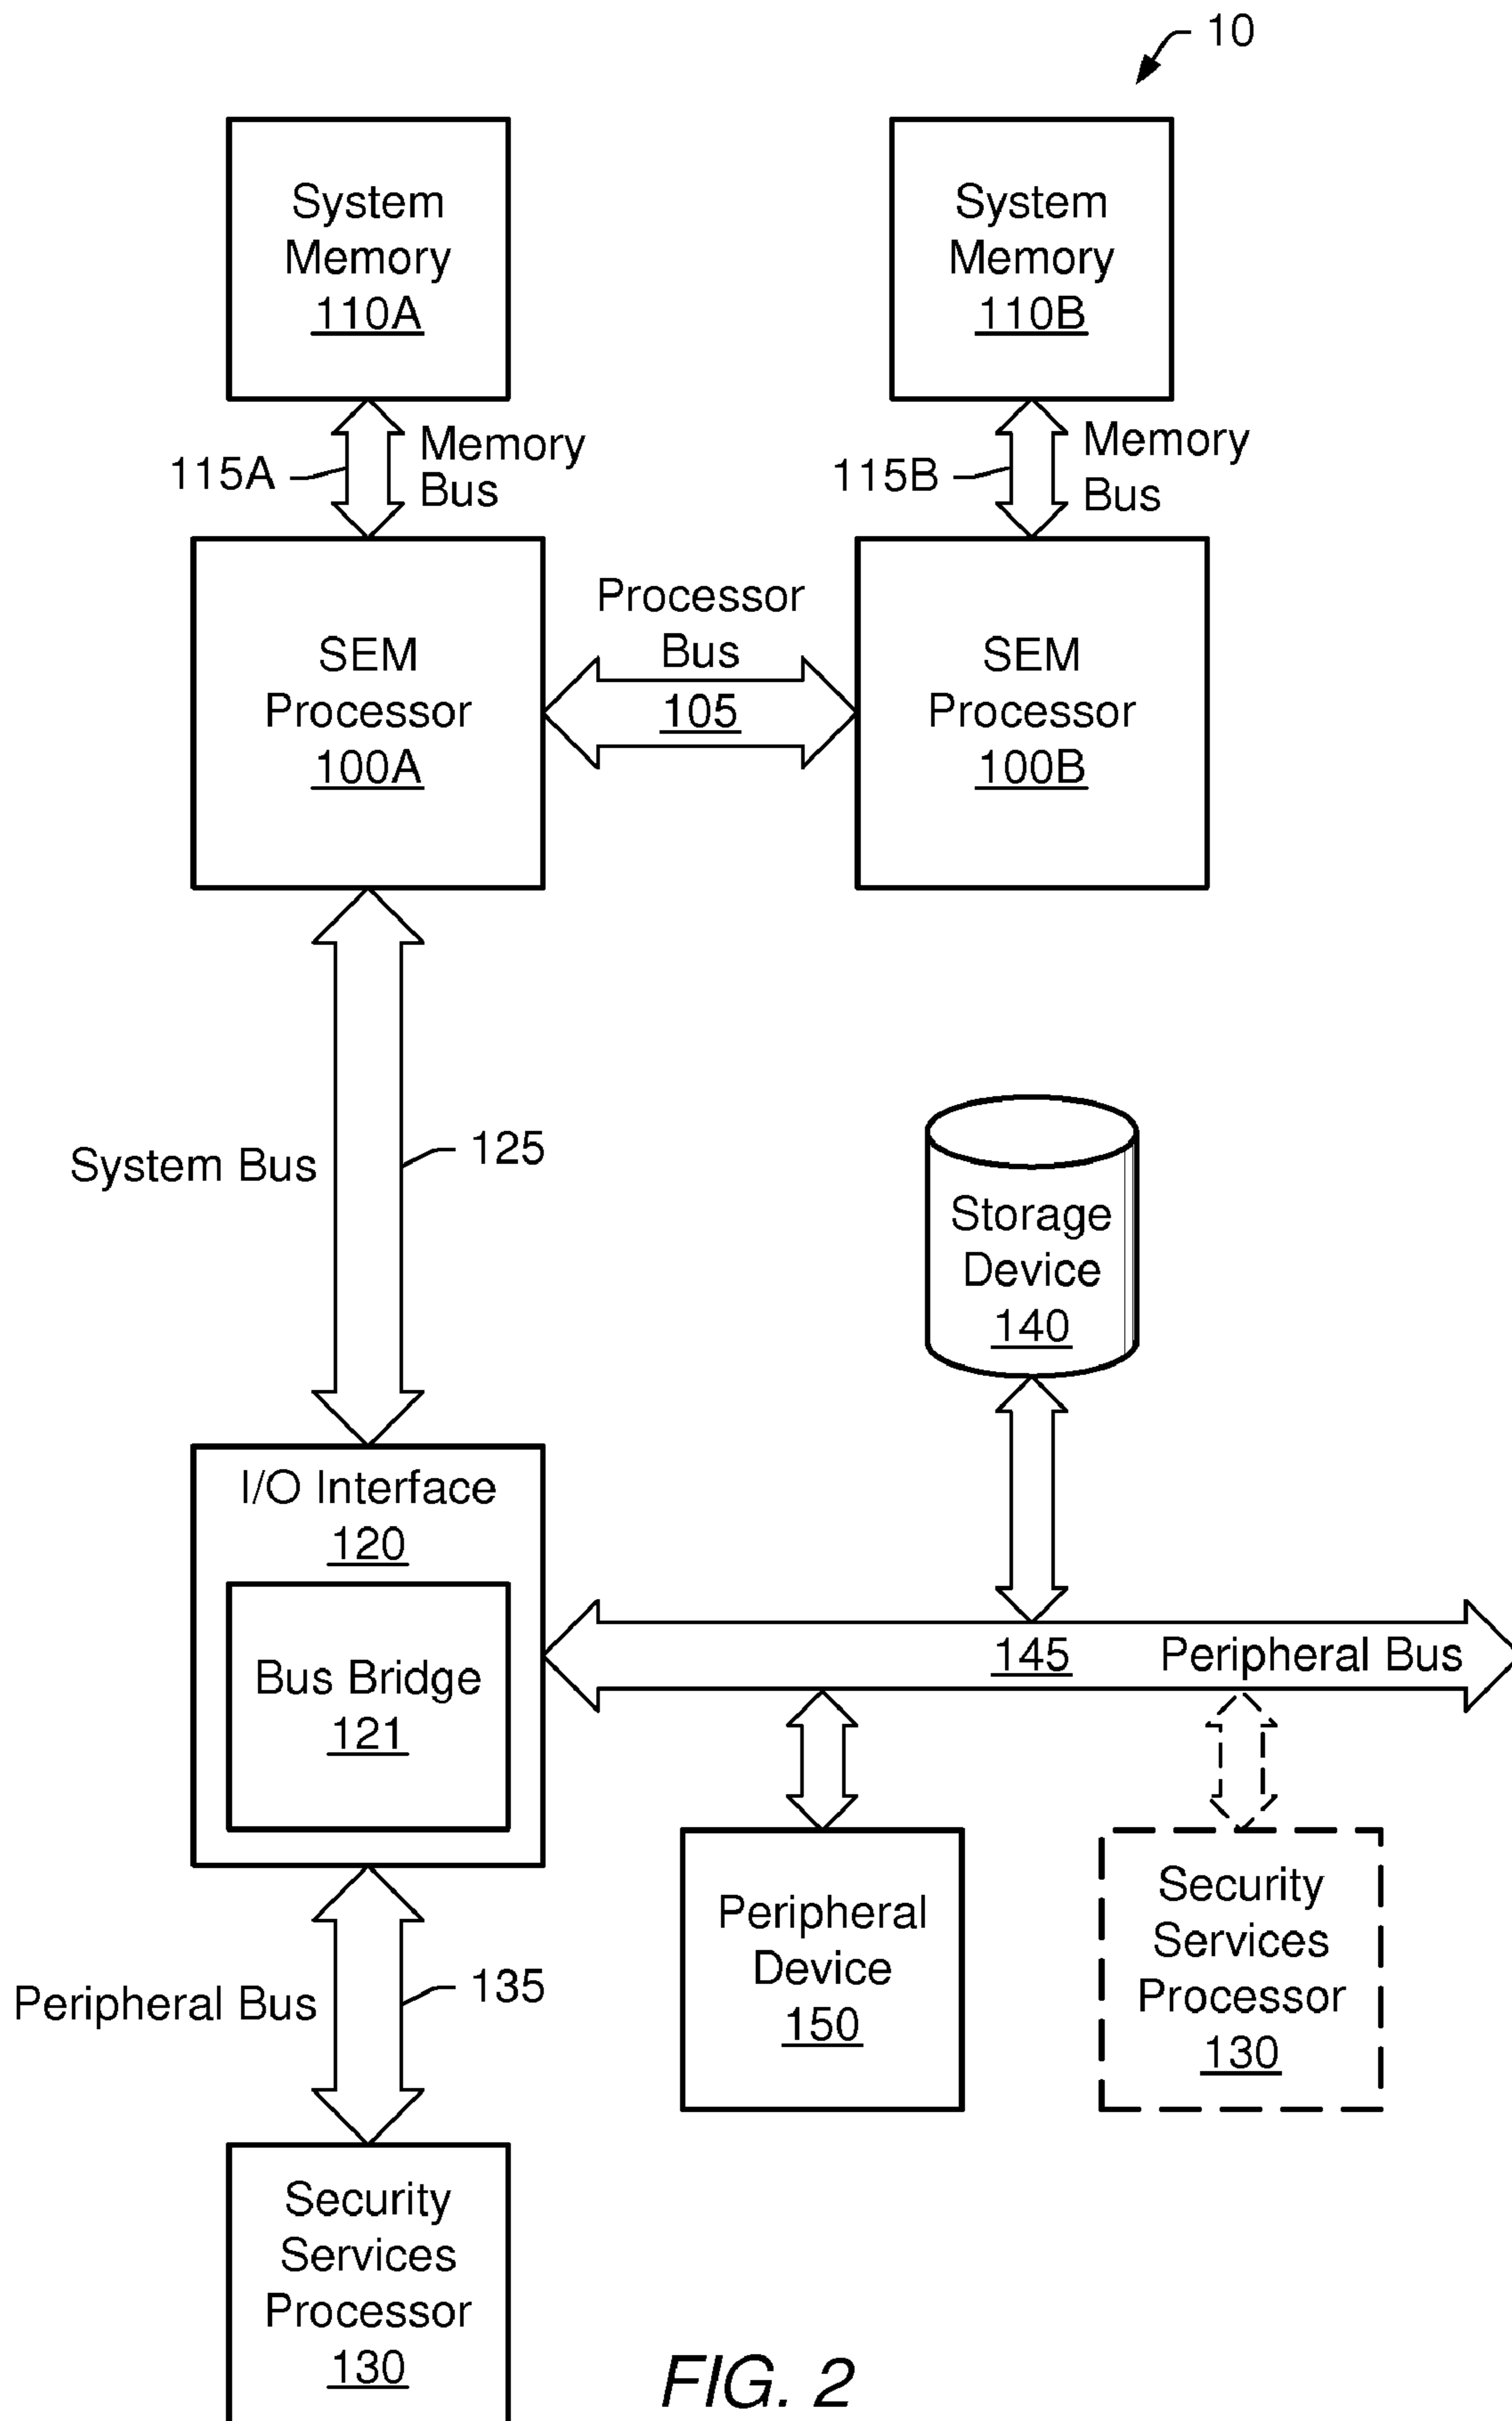 10
System
Memory
110A
System
Memory
110B
115A
Memory
Bus
115B
Memory
Bus
SEM
Processor
100A
Processor
Bus
105
SEM
Processor
100B
System Bus
125
Storage
Device
140
I/O Interface
120
Bus Bridge
121
145
Peripheral Bus
Peripheral Bus
135
Peripheral
Device
150
Security
Services
Processor
130
Security
Services
Processor
130
FIG. 2